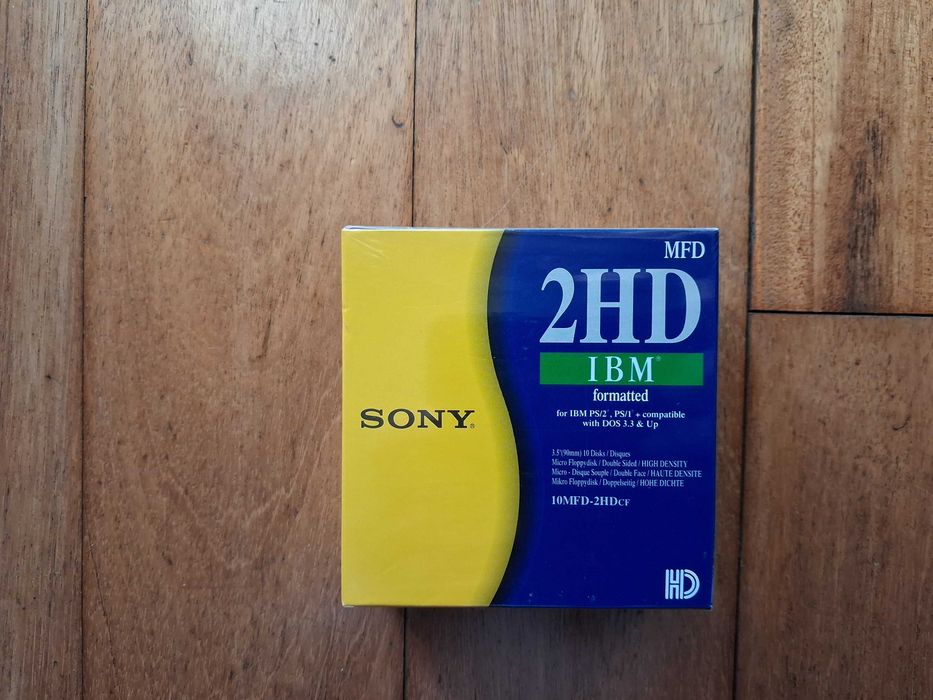 SONY®
MFD
2HD
IBM®
formatted
for IBM PS/2, PS/1 + compatible
with DOS 3.3 & Up
3.5"(90mm) 10 Disks / Disques
Micro Floppydisk / Double Sided / HIGH DENSITY
Micro - Disque Souple / Double Face / HAUTE DENSITE
Mikro Floppydisk / Doppelseitig / HOHE DICHTE
10MFD-2HDCF
HD